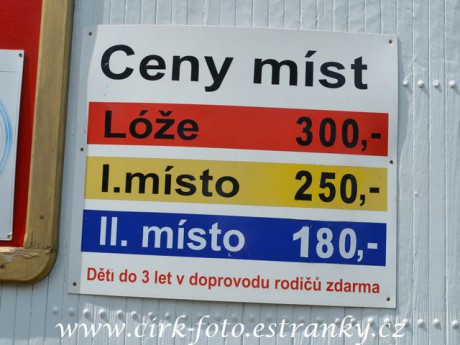 Ceny míst
Lóže 300,-
I.místo 250,-
II. místo 180,-
Děti do 3 let v doprovodu rodičů zdarma
www.cirk-foto.estranky.cz